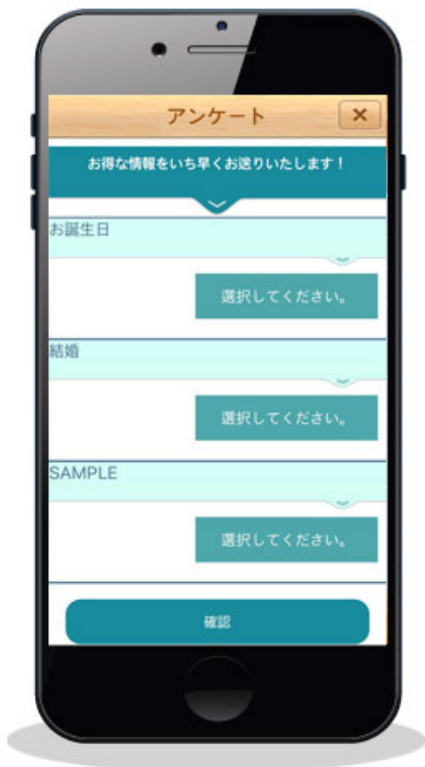 アンケート
×
お得な情報をいち早くお送りいたします！
お誕生日
選択してください。
結婚
選択してください。
SAMPLE
選択してください。
確認